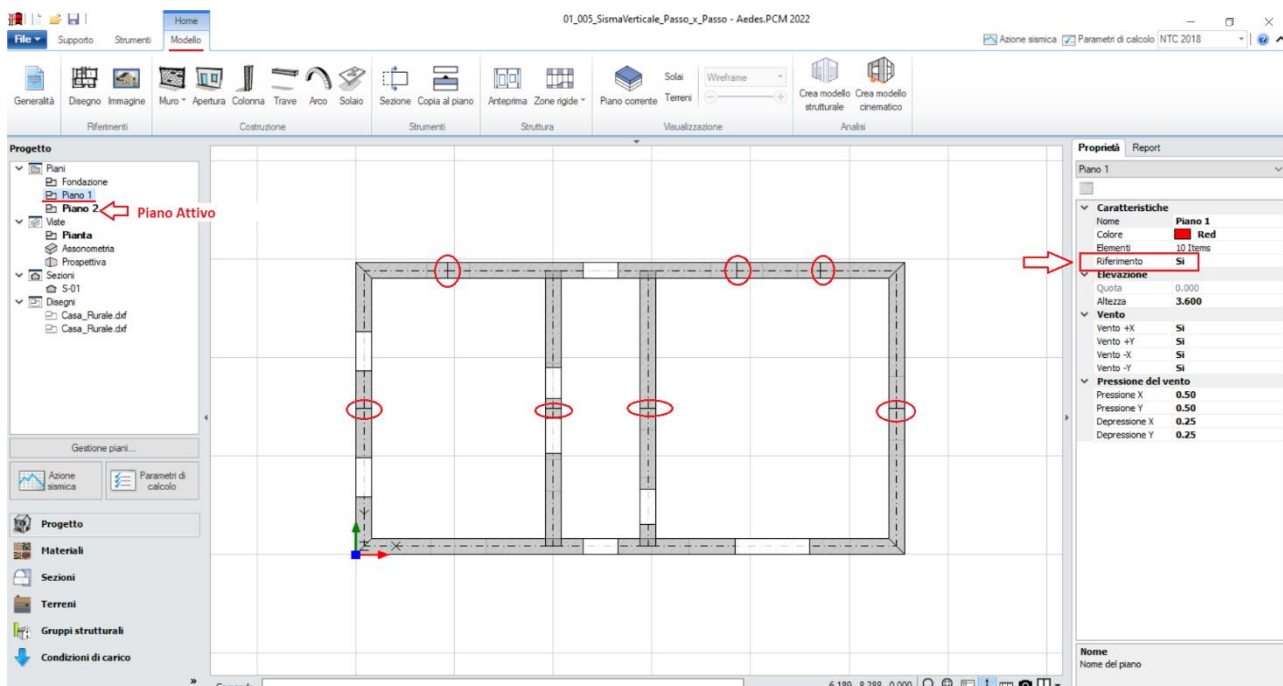 01_005_SismaVerticale_Passo_x_Passo - Aedes.PCM 2022
Home
File Supporto Strumenti Modello
Azione sismica Parametri di calcolo NTC 2018
Generalità Disegno Immagine Muro Apertura Colonna Trave Arco Solaio Sezione Copia al piano Anteprima Zone rigide Piano corrente
Solai Wireframe
Terreni
Crea modello strutturale
Crea modello cinematico
Riferimenti Costruzione Strumenti Struttura Visualizzazione Analisi
Progetto
Piani
Fondazione
Piano 1
Piano 2
Piano Attivo
Viste
Pianta
Assonometria
Prospettiva
Sezioni
S-01
Disegni
Casa_Rurale.dxf
Casa_Rurale.dxf
Gestione piani...
Azione sismica
Parametri di calcolo
Progetto
Materiali
Sezioni
Terreni
Gruppi strutturali
Condizioni di carico
»
Y
X
Proprietà Report
Piano 1
Caratteristiche
Nome Piano 1
Colore Red
Elementi 10 Items
Riferimento Sì
Elevazione
Quota 0.000
Altezza 3.600
Vento
Vento +X Sì
Vento +Y Sì
Vento -X Sì
Vento -Y Sì
Pressione del vento
Pressione X 0.50
Pressione Y 0.50
Depressione X 0.25
Depressione Y 0.25
Nome
Nome del piano